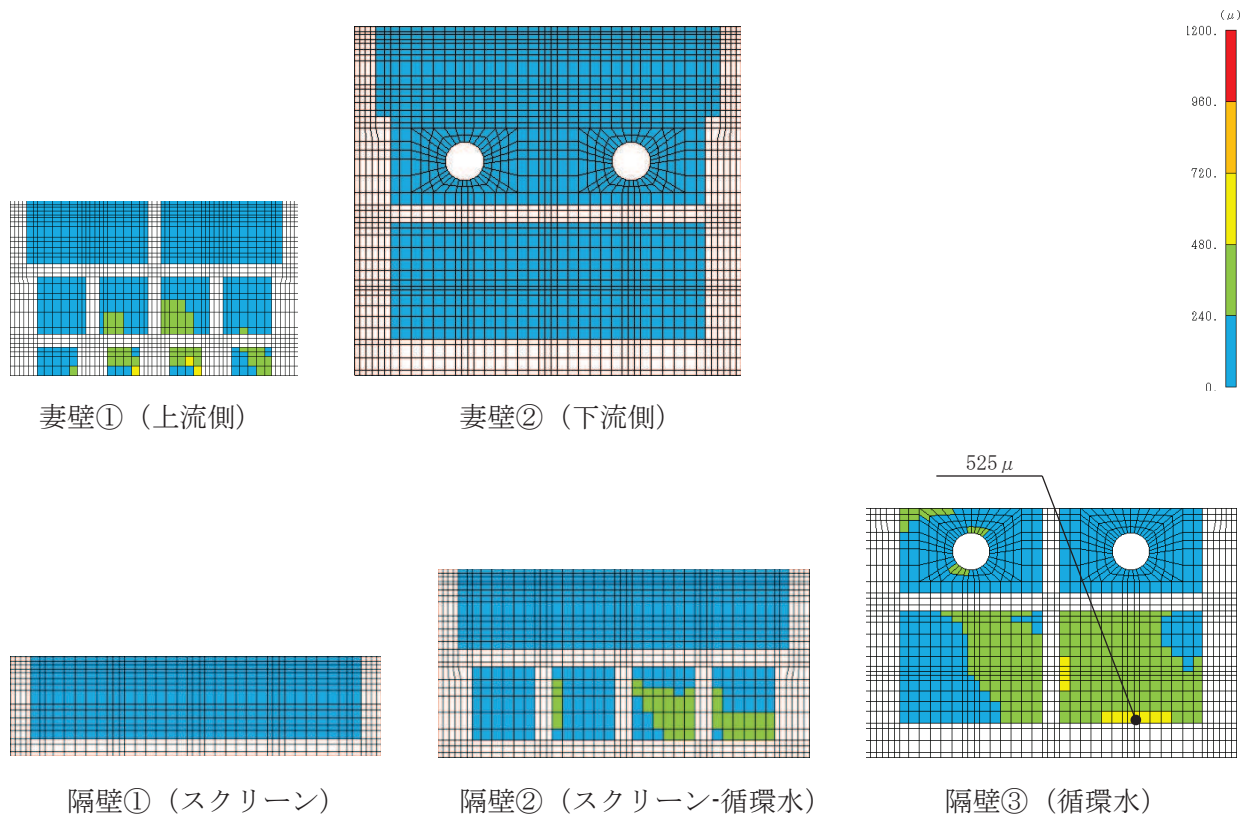 (μ)
1200.
960.
720.
480.
240.
0.
妻壁①（上流側）
妻壁②（下流側）
525μ
隔壁①（スクリーン）
隔壁②（スクリーン-循環水）
隔壁③（循環水）